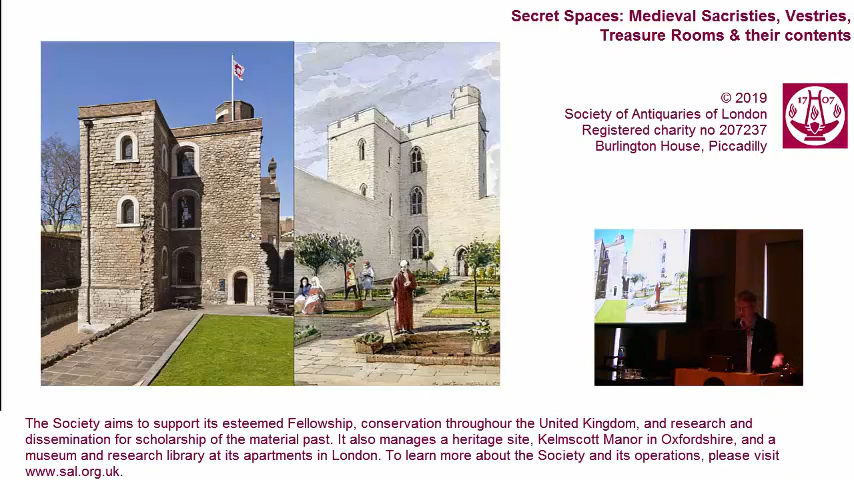 Secret Spaces: Medieval Sacristies, Vestries,
Treasure Rooms & their contents
© 2019
Society of Antiquaries of London
Registered charity no 207237
Burlington House, Piccadilly
17 07
The Society aims to support its esteemed Fellowship, conservation throughour the United Kingdom, and research and
dissemination for scholarship of the material past. It also manages a heritage site, Kelmscott Manor in Oxfordshire, and a
museum and research library at its apartments in London. To learn more about the Society and its operations, please visit
www.sal.org.uk.